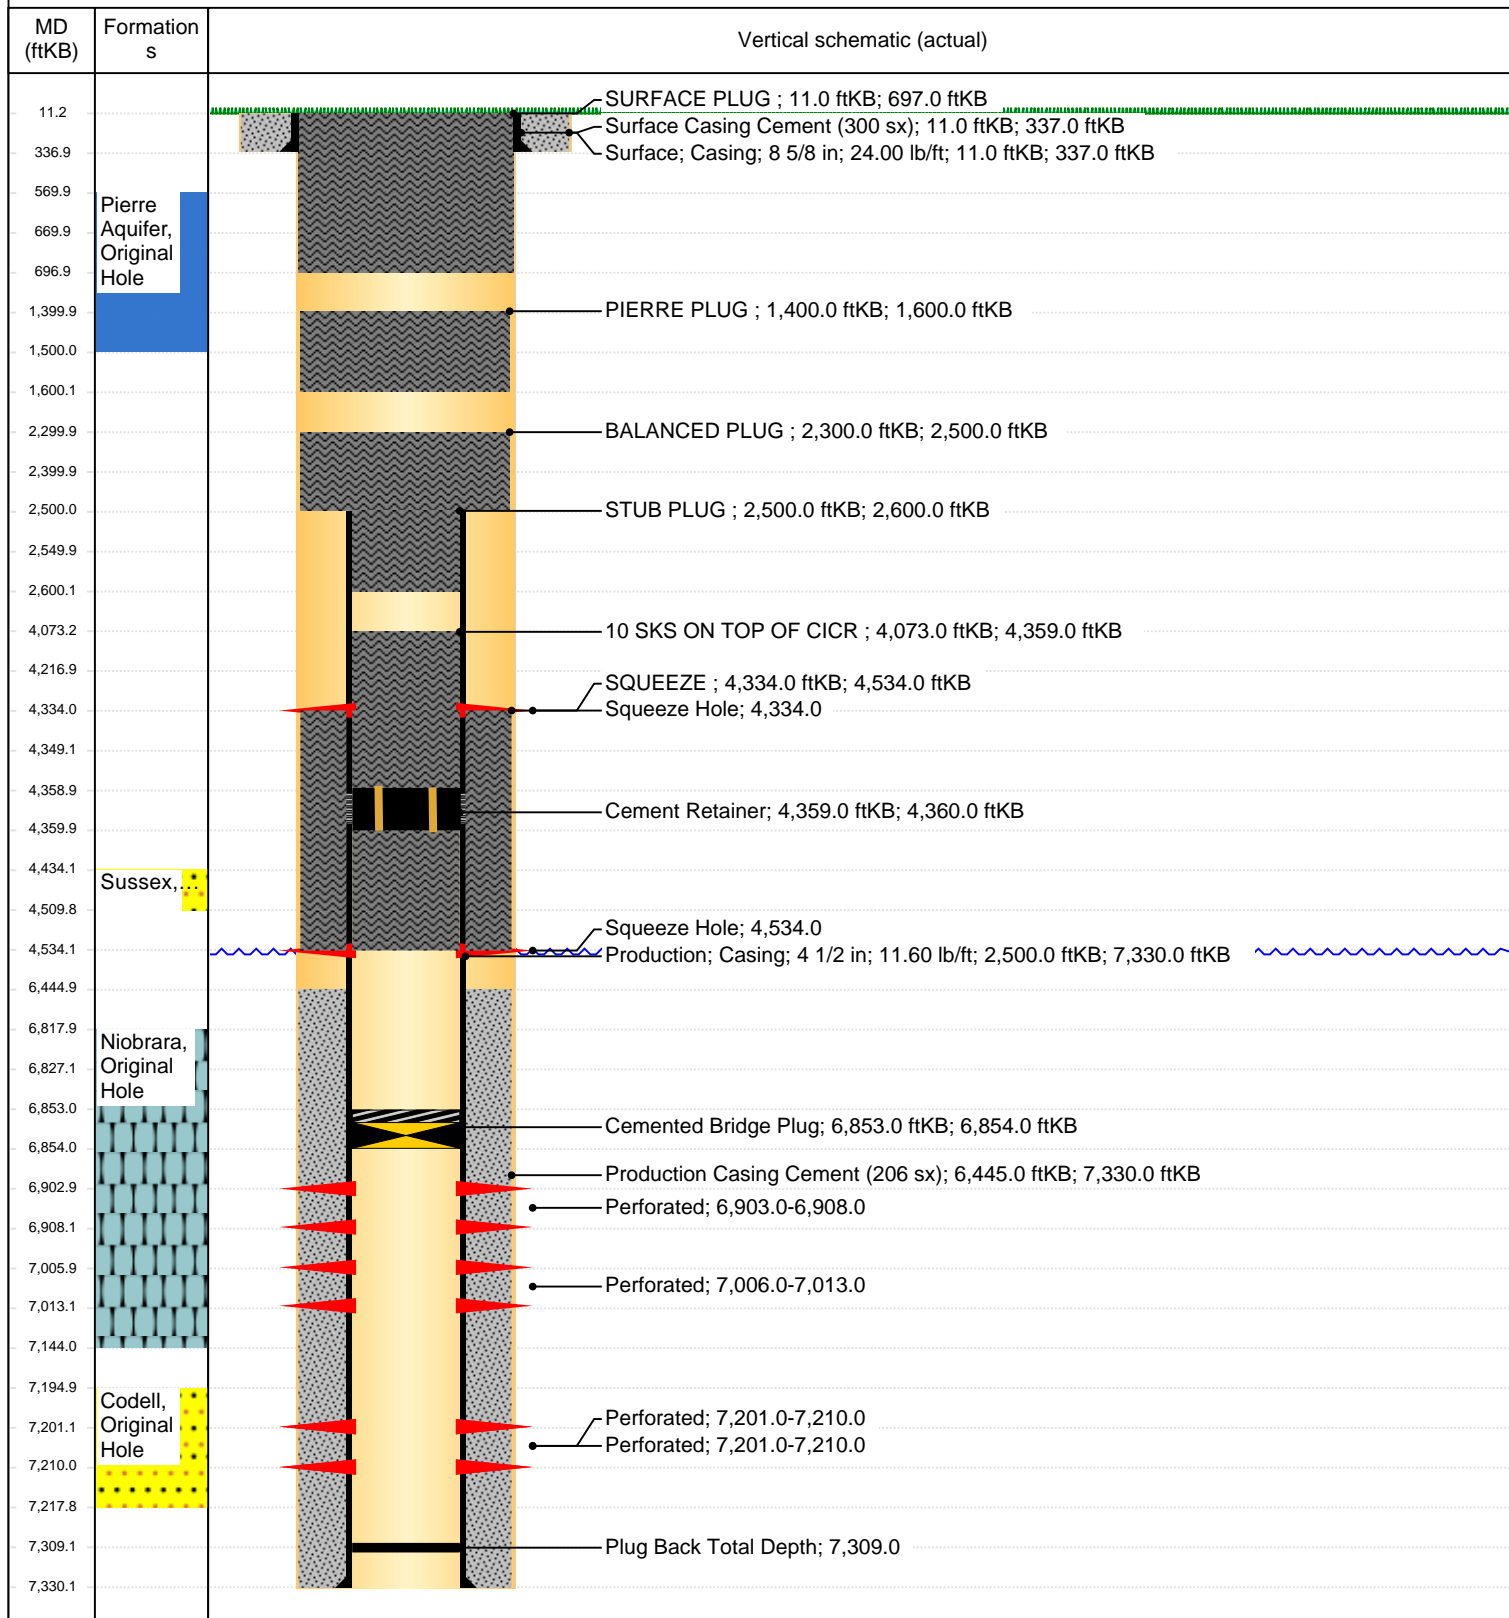 MD
(ftKB)
Formation
s
Vertical schematic (actual)
11.2
336.9
569.9
669.9
696.9
1,399.9
1,500.0
1,600.1
2,299.9
2,399.9
2,500.0
2,549.9
2,600.1
4,073.2
4,216.9
4,334.0
4,349.1
4,358.9
4,359.9
4,434.1
4,509.8
4,534.1
6,444.9
6,817.9
6,827.1
6,853.0
6,854.0
6,902.9
6,908.1
7,005.9
7,013.1
7,144.0
7,194.9
7,201.1
7,210.0
7,217.8
7,309.1
7,330.1
Pierre
Aquifer,
Original
Hole
Sussex,...
Niobrara,
Original
Hole
Codell,
Original
Hole
SURFACE PLUG ; 11.0 ftKB; 697.0 ftKB
Surface Casing Cement (300 sx); 11.0 ftKB; 337.0 ftKB
Surface; Casing; 8 5/8 in; 24.00 lb/ft; 11.0 ftKB; 337.0 ftKB
PIERRE PLUG ; 1,400.0 ftKB; 1,600.0 ftKB
BALANCED PLUG ; 2,300.0 ftKB; 2,500.0 ftKB
STUB PLUG ; 2,500.0 ftKB; 2,600.0 ftKB
10 SKS ON TOP OF CICR ; 4,073.0 ftKB; 4,359.0 ftKB
SQUEEZE ; 4,334.0 ftKB; 4,534.0 ftKB
Squeeze Hole; 4,334.0
Cement Retainer; 4,359.0 ftKB; 4,360.0 ftKB
Squeeze Hole; 4,534.0
Production; Casing; 4 1/2 in; 11.60 lb/ft; 2,500.0 ftKB; 7,330.0 ftKB
Cemented Bridge Plug; 6,853.0 ftKB; 6,854.0 ftKB
Production Casing Cement (206 sx); 6,445.0 ftKB; 7,330.0 ftKB
Perforated; 6,903.0-6,908.0
Perforated; 7,006.0-7,013.0
Perforated; 7,201.0-7,210.0
Perforated; 7,201.0-7,210.0
Plug Back Total Depth; 7,309.0